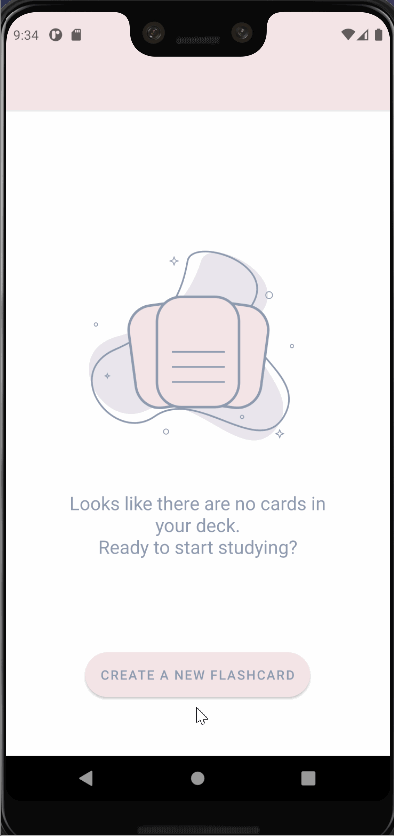 9:34
Looks like there are no cards in
your deck.
Ready to start studying?
CREATE A NEW FLASHCARD